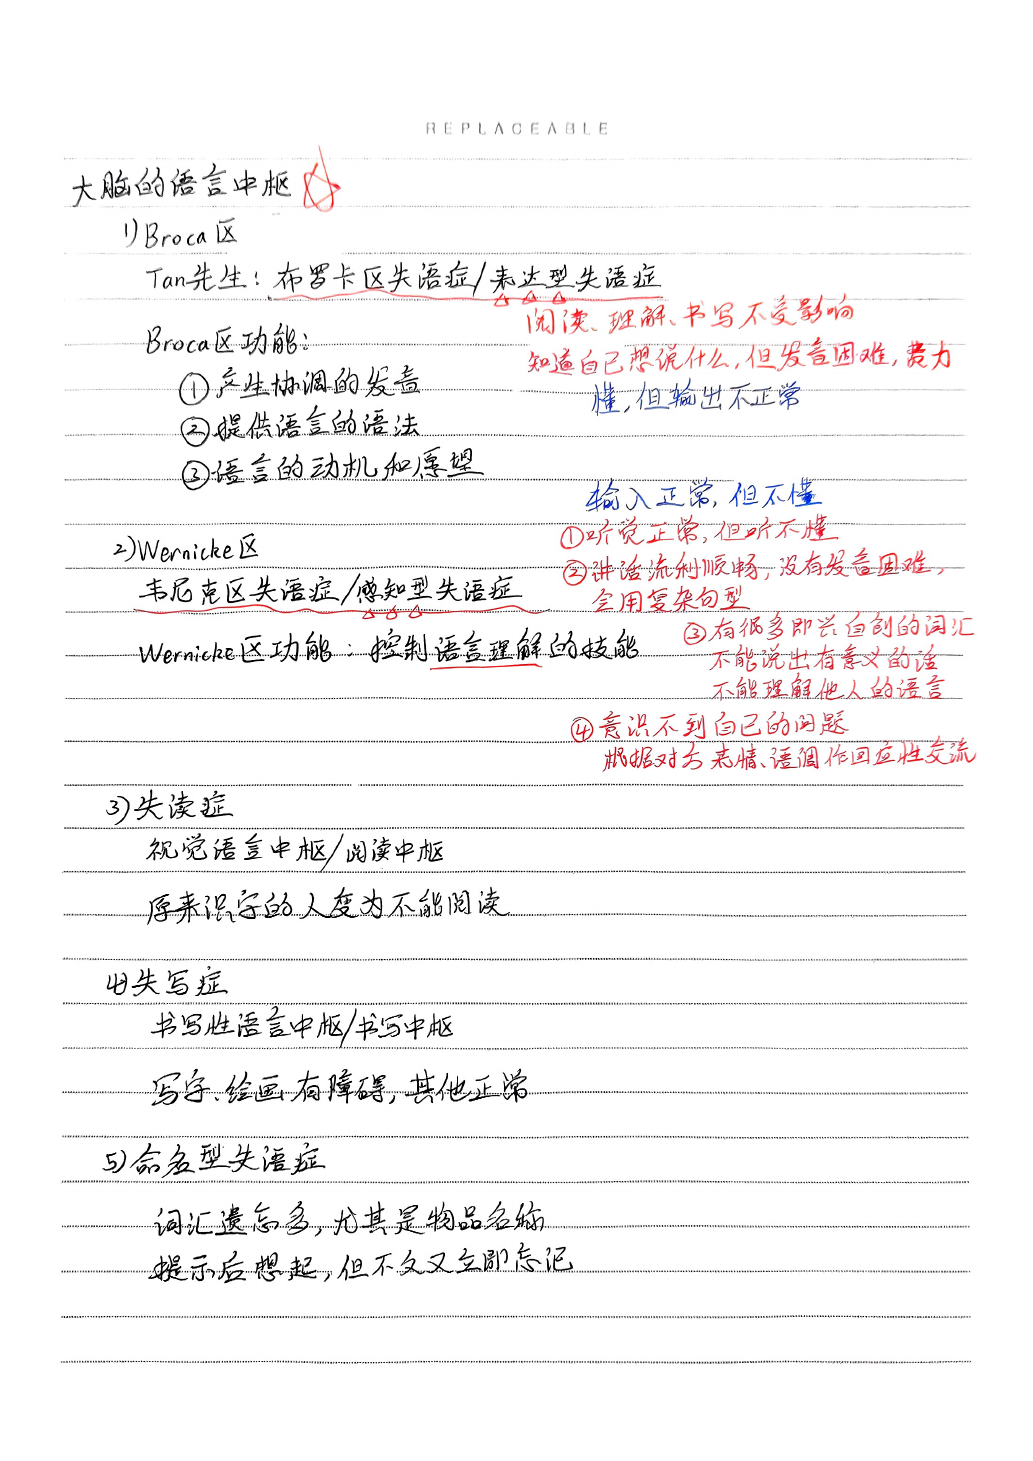 REPLACEABLE
大脑的语言中枢
1)Broca区
Tan先生：布罗卡区失语症/表达型失语症
阅读、理解、书写不受影响
Broca区功能：
知道自己想说什么，但发音困难，费力
①产生协调的发音
懂，但输出不正常
②提供语言的语法
③语言的动机和愿望
输入正常，但不懂
①听觉正常，但听不懂
2)Wernicke区
②讲话流利顺畅，没有发音困难，
会用复杂句型
韦尼克区失语症/感知型失语症
③有很多即兴自创的词汇
Wernicke区功能：控制语言理解的技能
不能说出有意义的话
不能理解他人的语言
④意识不到自己的问题
根据对方表情、语调作回应性交流
3)失读症
视觉语言中枢/阅读中枢
原来识字的人变为不能阅读
4)失写症
书写性语言中枢/书写中枢
写字、绘画有障碍，其他正常
5)命名型失语症
词汇遗忘多，尤其是物品名称
提示后想起，但不久又立即忘记